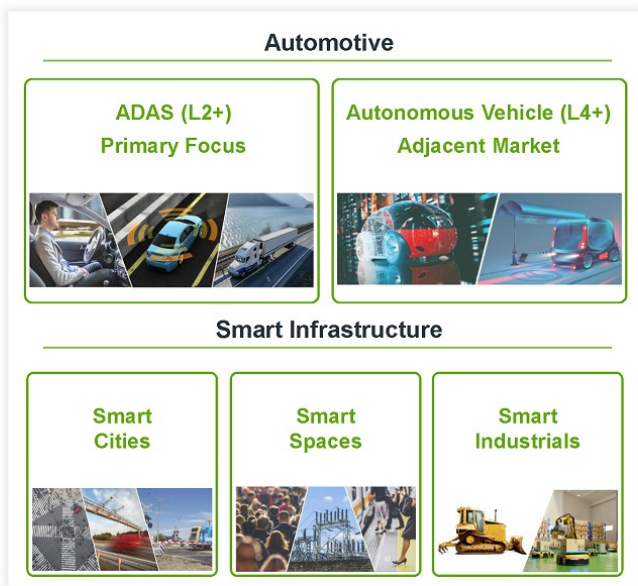 Automotive
ADAS (L2+)
Primary Focus
Autonomous Vehicle (L4+)
Adjacent Market
Smart Infrastructure
Smart
Cities
Smart
Spaces
Smart
Industrials